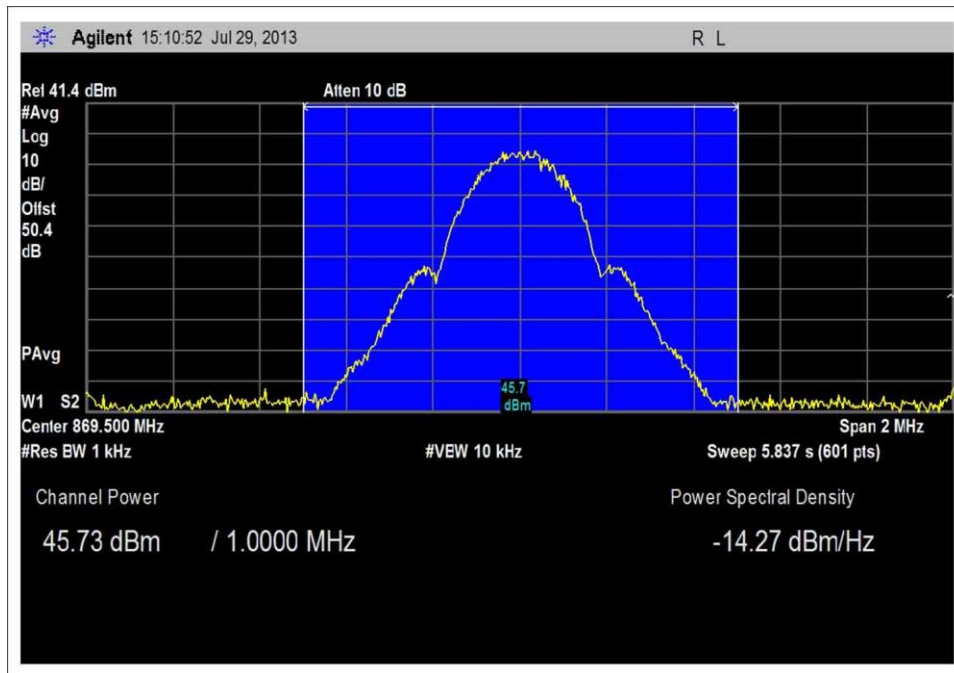 Agilent 15:10:52 Jul 29, 2013 R L
Rel 41.4 dBm Atten 10 dB
#Avg
Log
10
dB/
Offst
50.4
dB
PAvg
45.7
dBm
W1 S2
Center 869.500 MHz Span 2 MHz
#Res BW 1 kHz #VEW 10 kHz Sweep 5.837 s (601 pts)
Channel Power Power Spectral Density
45.73 dBm / 1.0000 MHz -14.27 dBm/Hz